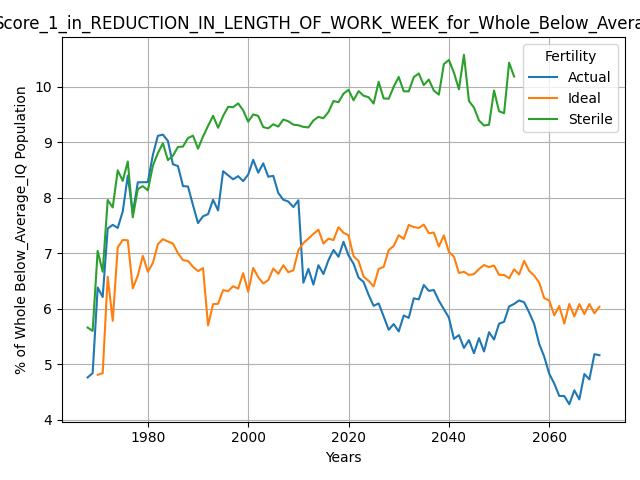 Score_1_in_REDUCTION_IN_LENGTH_OF_WORK_WEEK_for_Whole_Below_Avera
% of Whole Below_Average_IQ Population
10
9
8
7
6
5
4
1980
2000
2020
2040
2060
Years
Fertility
Actual
Ideal
Sterile